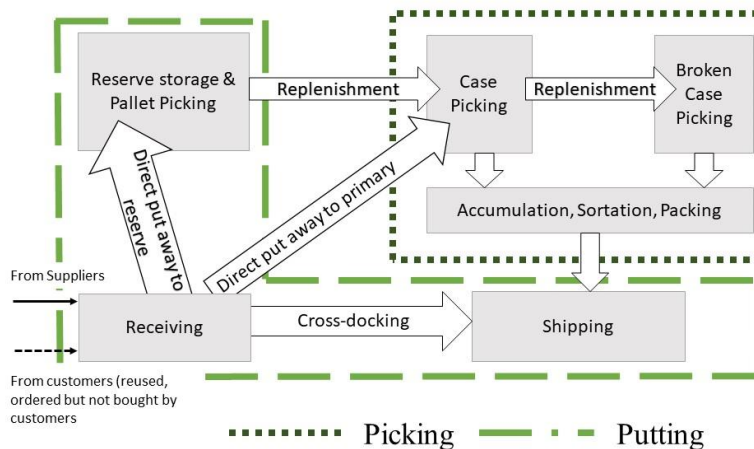 Reserve storage &
Pallet Picking
Replenishment
Case
Picking
Replenishment
Broken
Case
Picking
Direct put away to
reserve
Direct put away to primary
Accumulation, Sortation, Packing
From Suppliers
Receiving
Cross-docking
Shipping
From customers (reused,
ordered but not bought by
customers
Picking
Putting